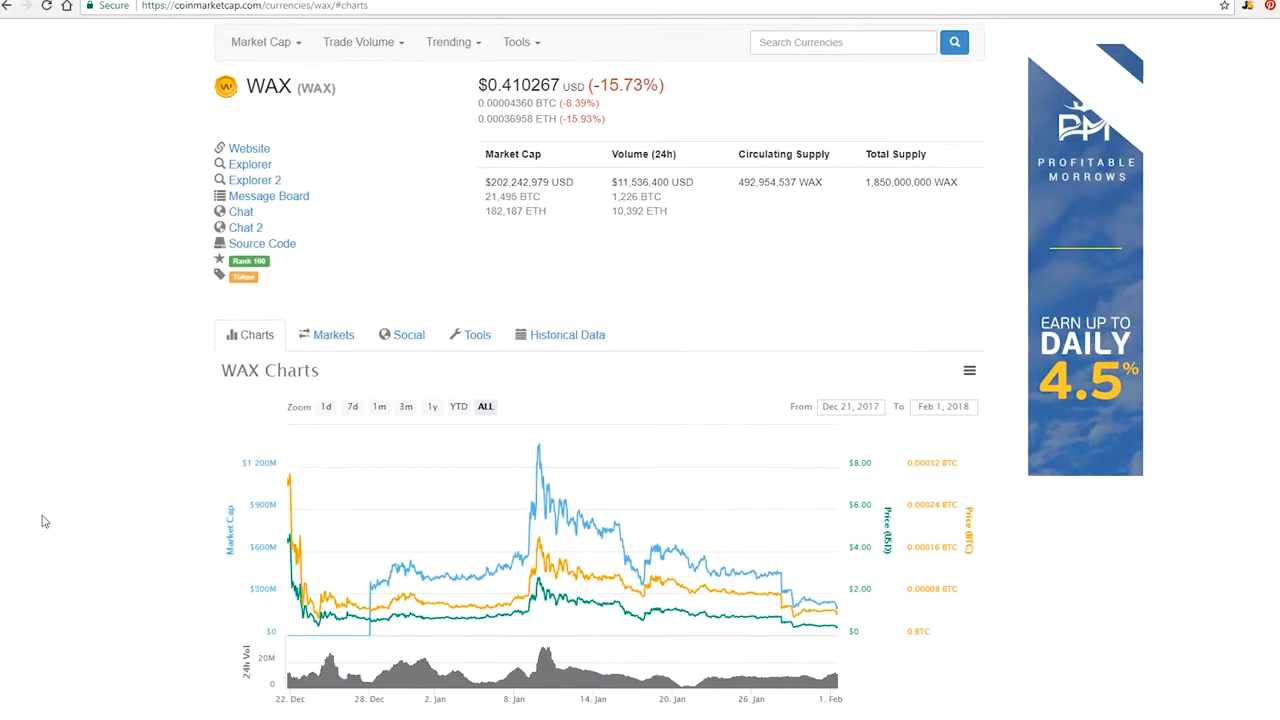 Secure https://coinmarketcap.com/currencies/wax/#charts
Market Cap Trade Volume Trending Tools Search Currencies
WAX (WAX) $0.410267 USD (-15.73%)
0.00004360 BTC (-8.39%)
0.00036958 ETH (-15.93%)
Website
Explorer
Explorer 2
Message Board
Chat
Chat 2
Source Code
Rank 100
Token
Market Cap Volume (24h) Circulating Supply Total Supply
$202,242,979 USD $11,536,400 USD 492,954,537 WAX 1,850,000,000 WAX
21,495 BTC 1,226 BTC
182,187 ETH 10,392 ETH
PM
PROFITABLE
MORROWS
EARN UP TO
DAILY
4.5%
Charts Markets Social Tools Historical Data
WAX Charts
Zoom 1d 7d 1m 3m 1y YTD ALL From Dec 21, 2017 To Feb 1, 2018
$1 200M $8.00 0.00032 BTC
$900M $6.00 0.00024 BTC
$600M $4.00 0.00016 BTC
$300M $2.00 0.00008 BTC
$0 $0 0 BTC
Market Cap
Price (USD)
Price (BTC)
24h Vol
20M
0
22. Dec 28. Dec 2. Jan 8. Jan 14. Jan 20. Jan 26. Jan 1. Feb